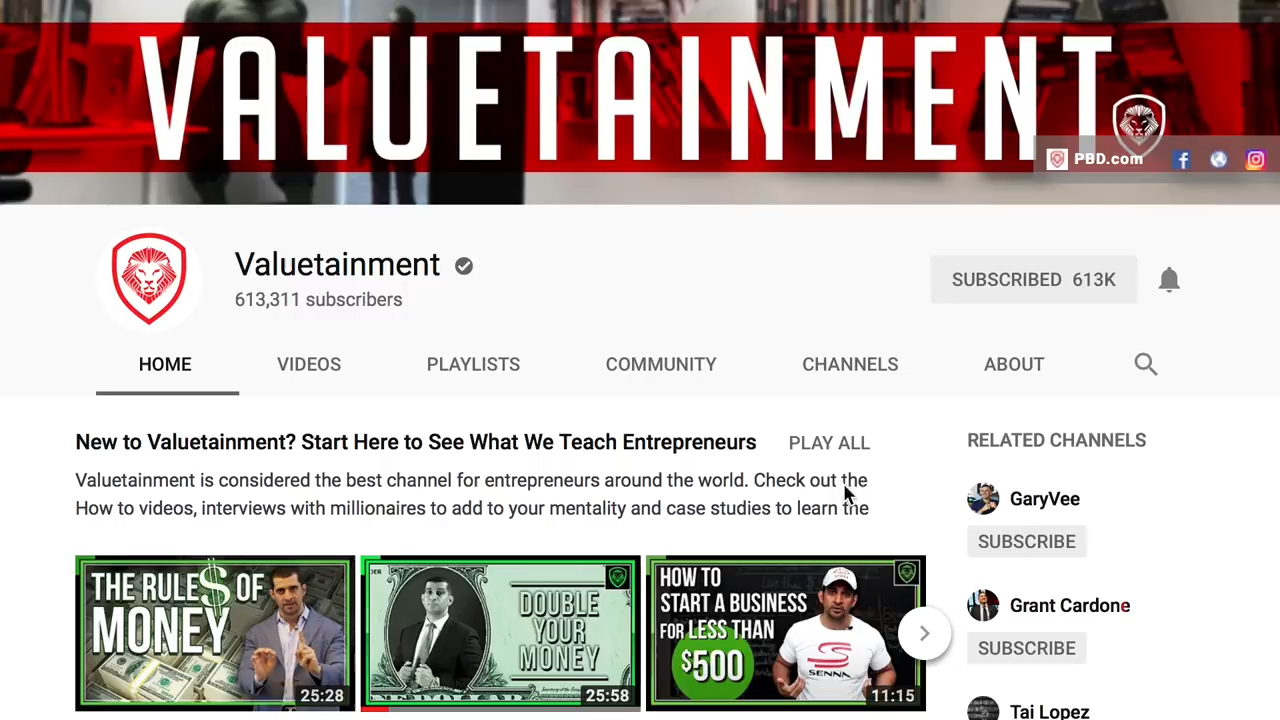 VALUETAINMENT
PBD.com
Valuetainment
613,311 subscribers
SUBSCRIBED 613K
HOME VIDEOS PLAYLISTS COMMUNITY CHANNELS ABOUT
New to Valuetainment? Start Here to See What We Teach Entrepreneurs PLAY ALL
Valuetainment is considered the best channel for entrepreneurs around the world. Check out the
How to videos, interviews with millionaires to add to your mentality and case studies to learn the
THE RULE$ OF
MONEY
25:28
DOUBLE
YOUR
MONEY
25:58
HOW TO
START A BUSINESS
FOR LESS THAN
$500
SENNA
11:15
RELATED CHANNELS
GaryVee
SUBSCRIBE
Grant Cardone
SUBSCRIBE
Tai Lopez